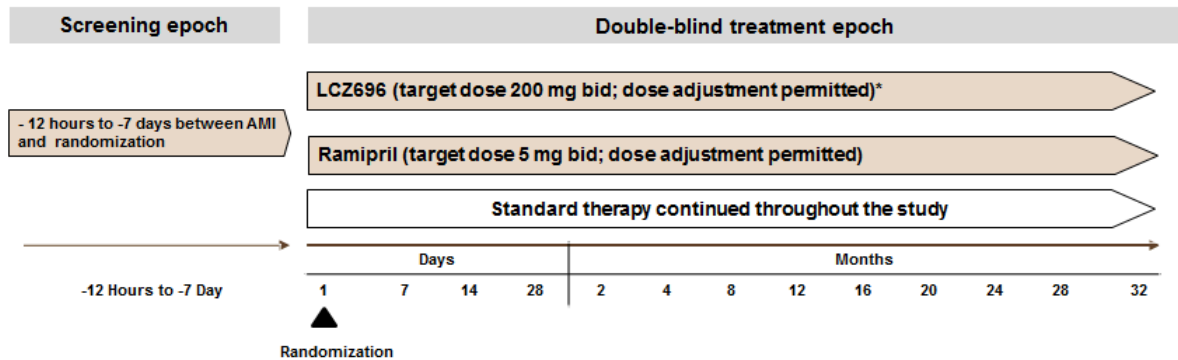 Screening epoch
Double-blind treatment epoch
LCZ696 (target dose 200 mg bid; dose adjustment permitted)*
- 12 hours to -7 days between AMI
and randomization
Ramipril (target dose 5 mg bid; dose adjustment permitted)
Standard therapy continued throughout the study
Days Months
-12 Hours to -7 Day 1 7 14 28 2 4 8 12 16 20 24 28 32
Randomization